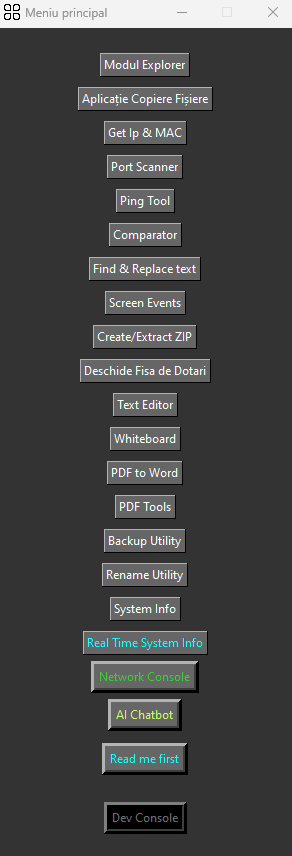 Meniu principal
Modul Explorer
Aplicație Copiere Fișiere
Get Ip & MAC
Port Scanner
Ping Tool
Comparator
Find & Replace text
Screen Events
Create/Extract ZIP
Deschide Fisa de Dotari
Text Editor
Whiteboard
PDF to Word
PDF Tools
Backup Utility
Rename Utility
System Info
Real Time System Info
Network Console
AI Chatbot
Read me first
Dev Console